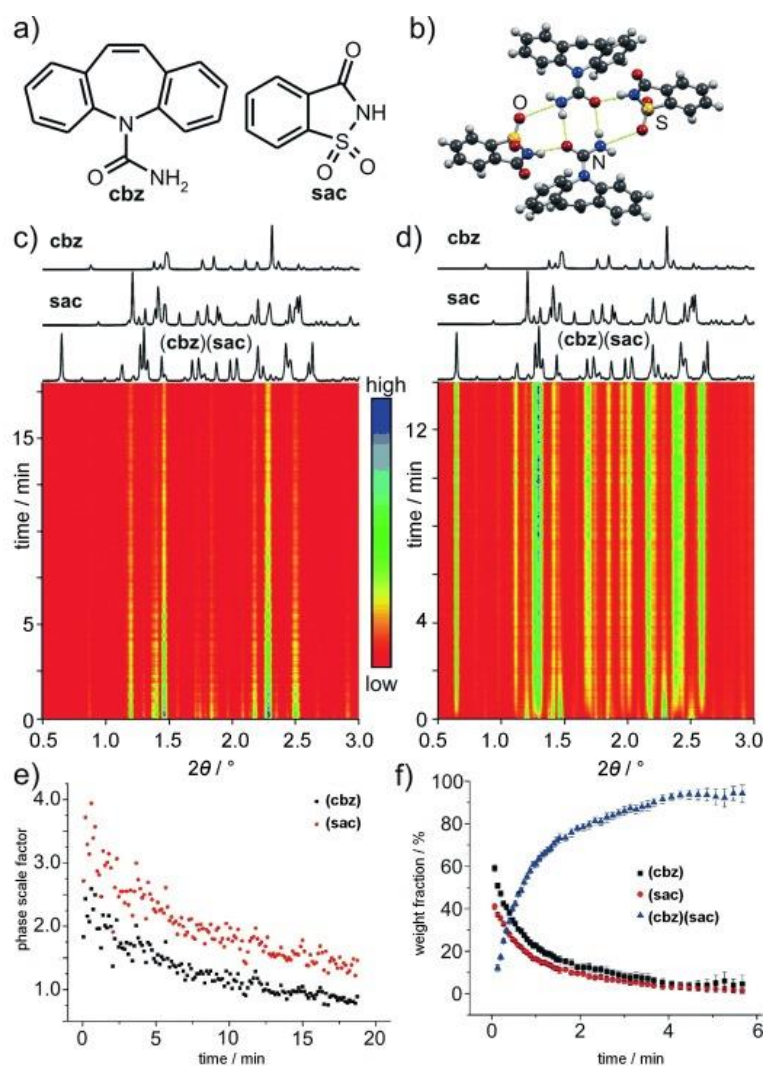 a)
O
NH
S
O O
sac
N
O NH₂
cbz
b)
O
S
N
c)
cbz
sac
(cbz)(sac)
high
low
time / min
15
5
0
0.5 1.0 1.5 2.0 2.5 3.0
2θ / °
d)
cbz
sac
(cbz)(sac)
time / min
12
4
0
0.5 1.0 1.5 2.0 2.5 3.0
2θ / °
e)
phase scale factor
4.0
3.0
2.0
1.0
(cbz)
(sac)
0 5 10 15 20
time / min
f)
weight fraction / %
100
80
60
40
20
0
(cbz)
(sac)
(cbz)(sac)
0 2 4 6
time / min